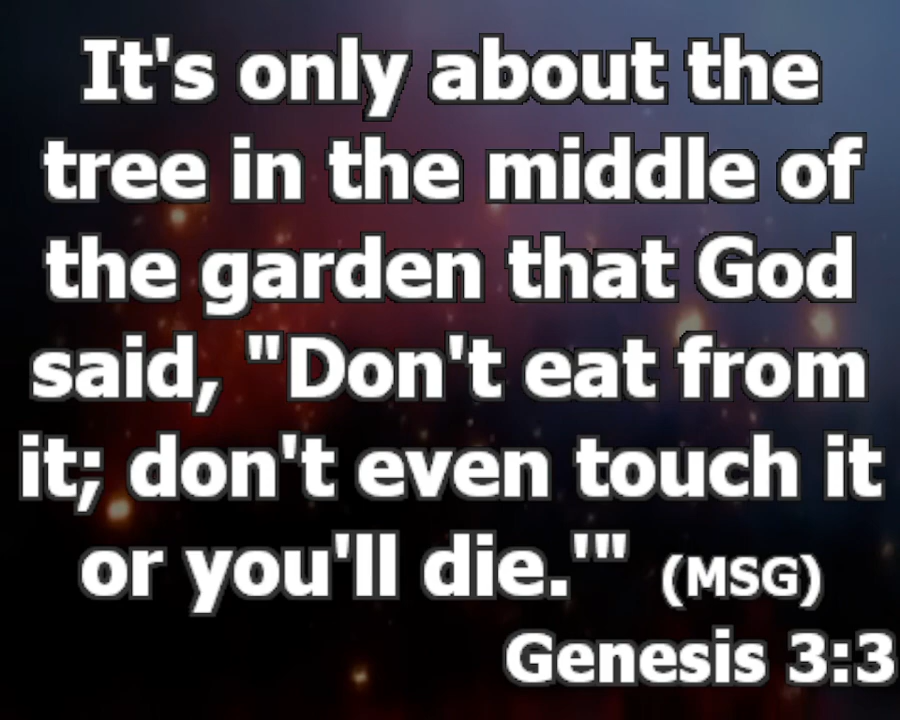 It's only about the
tree in the middle of
the garden that God
said, "Don't eat from
it; don't even touch it
or you'll die.'" (MSG)
Genesis 3:3